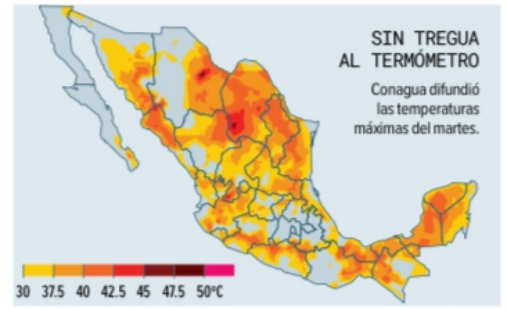 SIN TREGUA
AL TERMÓMETRO
Conagua difundió
las temperaturas
máximas del martes.
30 37.5 40 42.5 45 47.5 50°C